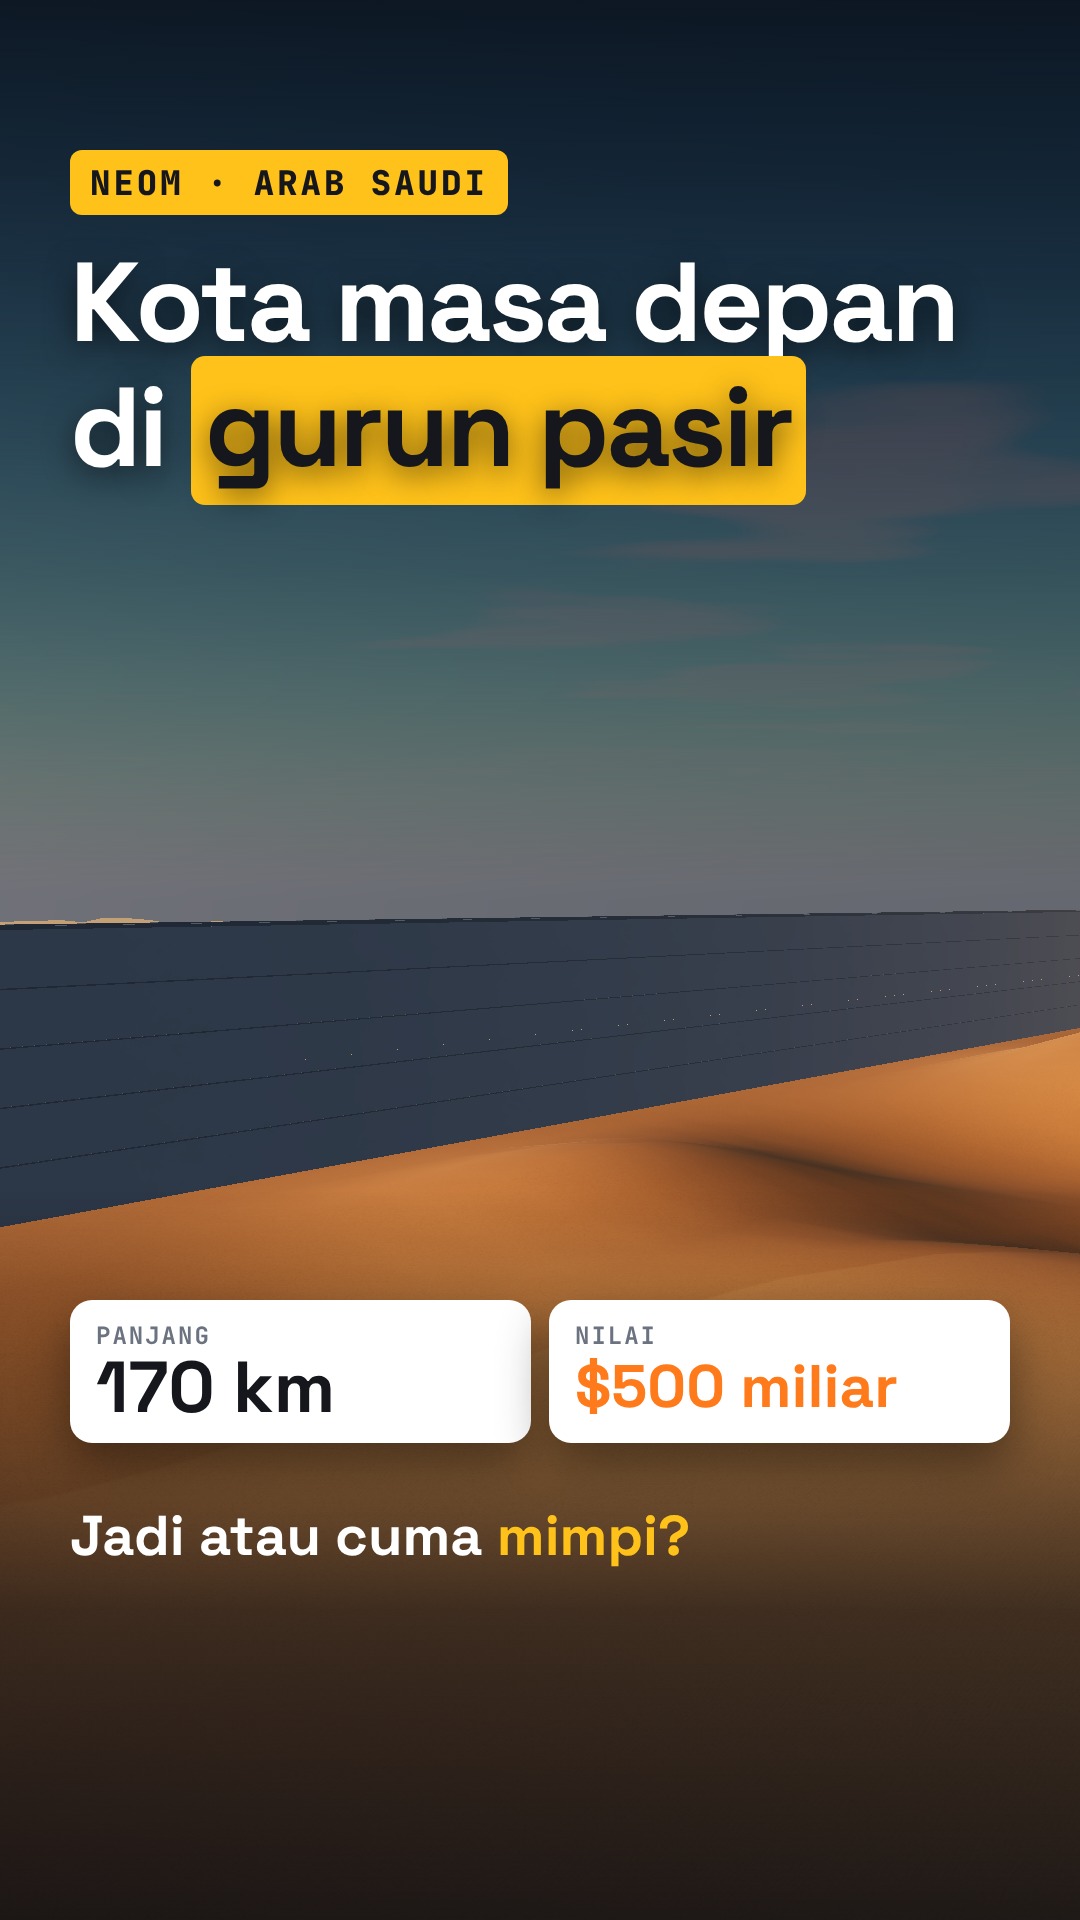 NEOM · ARAB SAUDI
Kota masa depan
di gurun pasir
PANJANG
170 km
NILAI
$500 miliar
Jadi atau cuma mimpi?